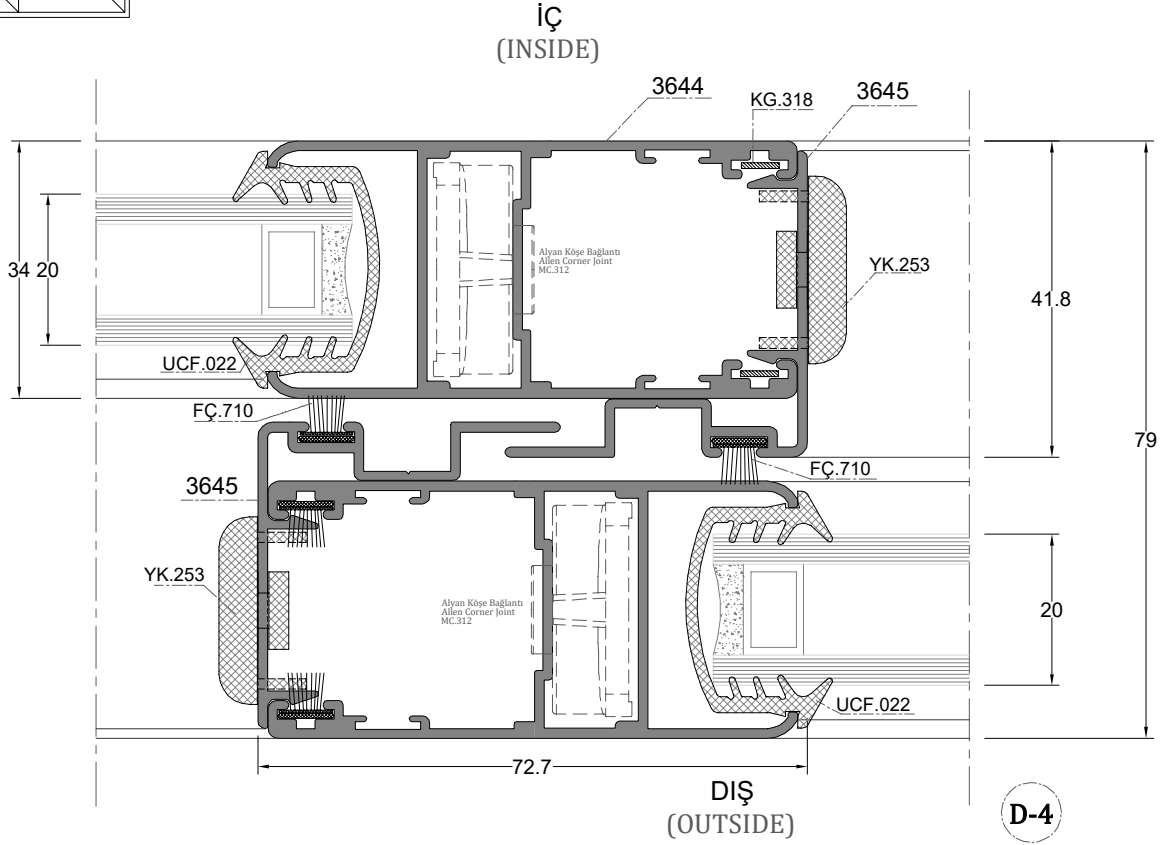 İÇ
(INSIDE)
3644
KG.318
3645
34
20
Alyan Köşe Bağlantı
Allen Corner Joint
MC.312
YK.253
41.8
UCF.022
FÇ.710
79
FÇ.710
3645
YK.253
Alyan Köşe Bağlantı
Allen Corner Joint
MC.312
20
UCF.022
72.7
DIŞ
(OUTSIDE)
D-4